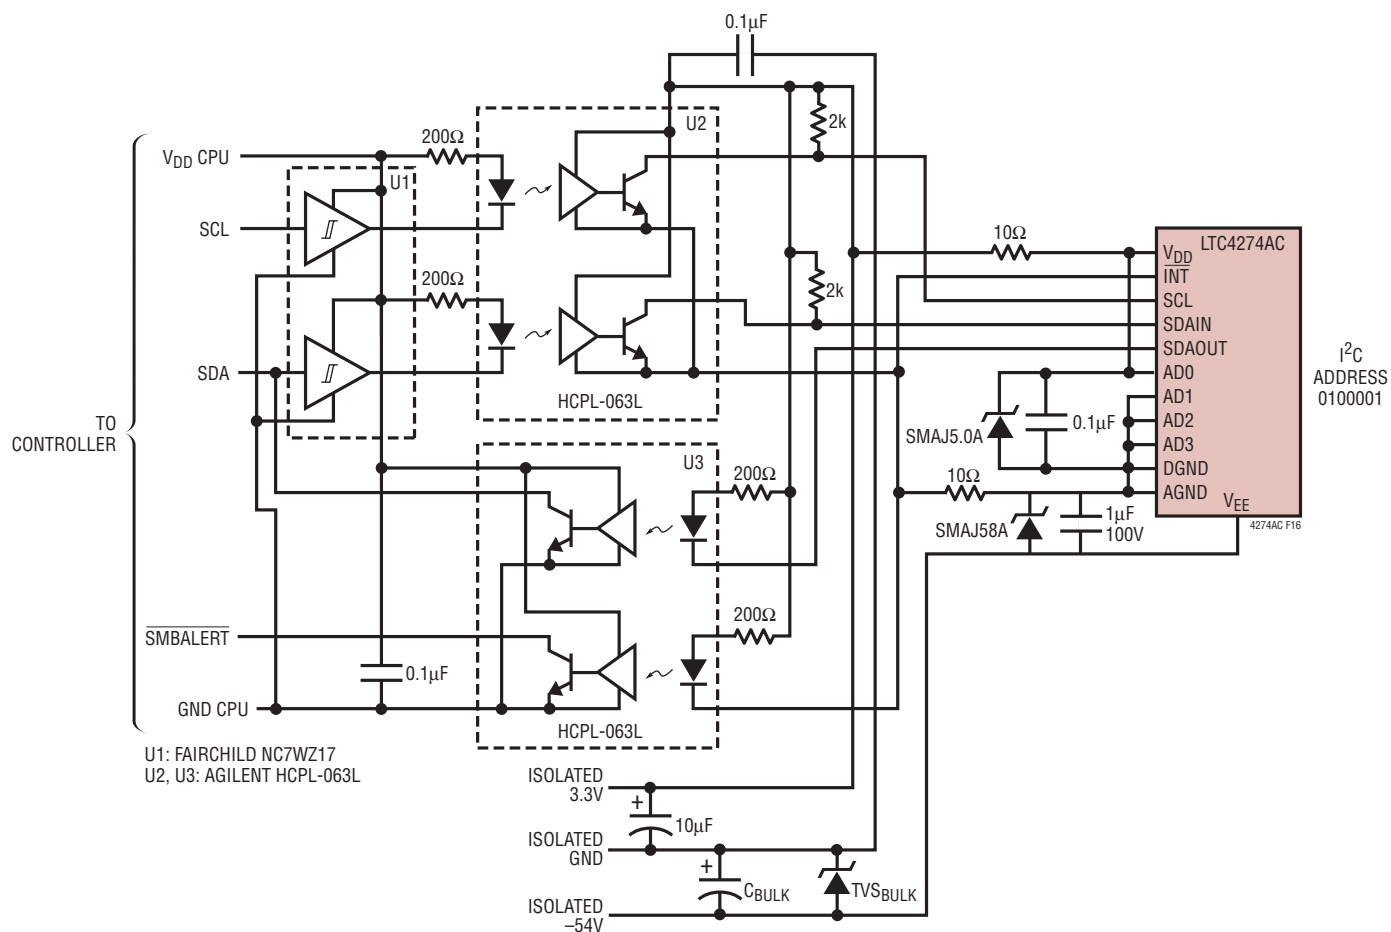 0.1µF
U2
2k
200Ω
VDD CPU
U1
SCL
10Ω
LTC4274AC
VDD
INT
SCL
SDAIN
SDAOUT
AD0
AD1
AD2
AD3
DGND
AGND
VEE
4274AC F16
200Ω
2k
SDA
I2C
ADDRESS
0100001
TO
CONTROLLER
HCPL-063L
SMAJ5.0A
0.1µF
U3
200Ω
10Ω
SMAJ58A
1µF
100V
200Ω
SMBALERT
0.1µF
GND CPU
HCPL-063L
U1: FAIRCHILD NC7WZ17
U2, U3: AGILENT HCPL-063L
ISOLATED
3.3V
+
10µF
ISOLATED
GND
+
CBULK
TVSBULK
ISOLATED
–54V